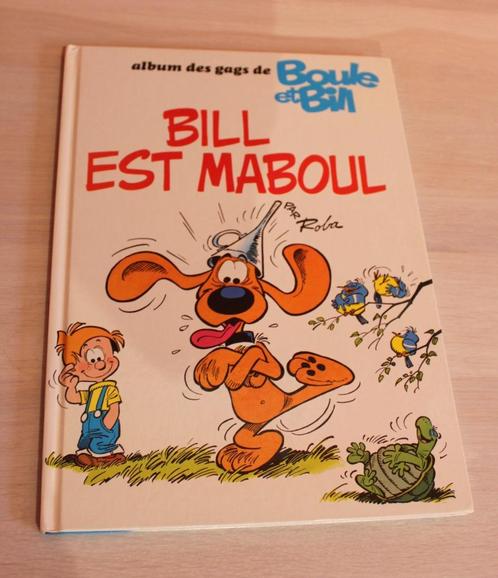 album des gags de Boule
et Bill
BILL
EST MABOUL
PAR Roba